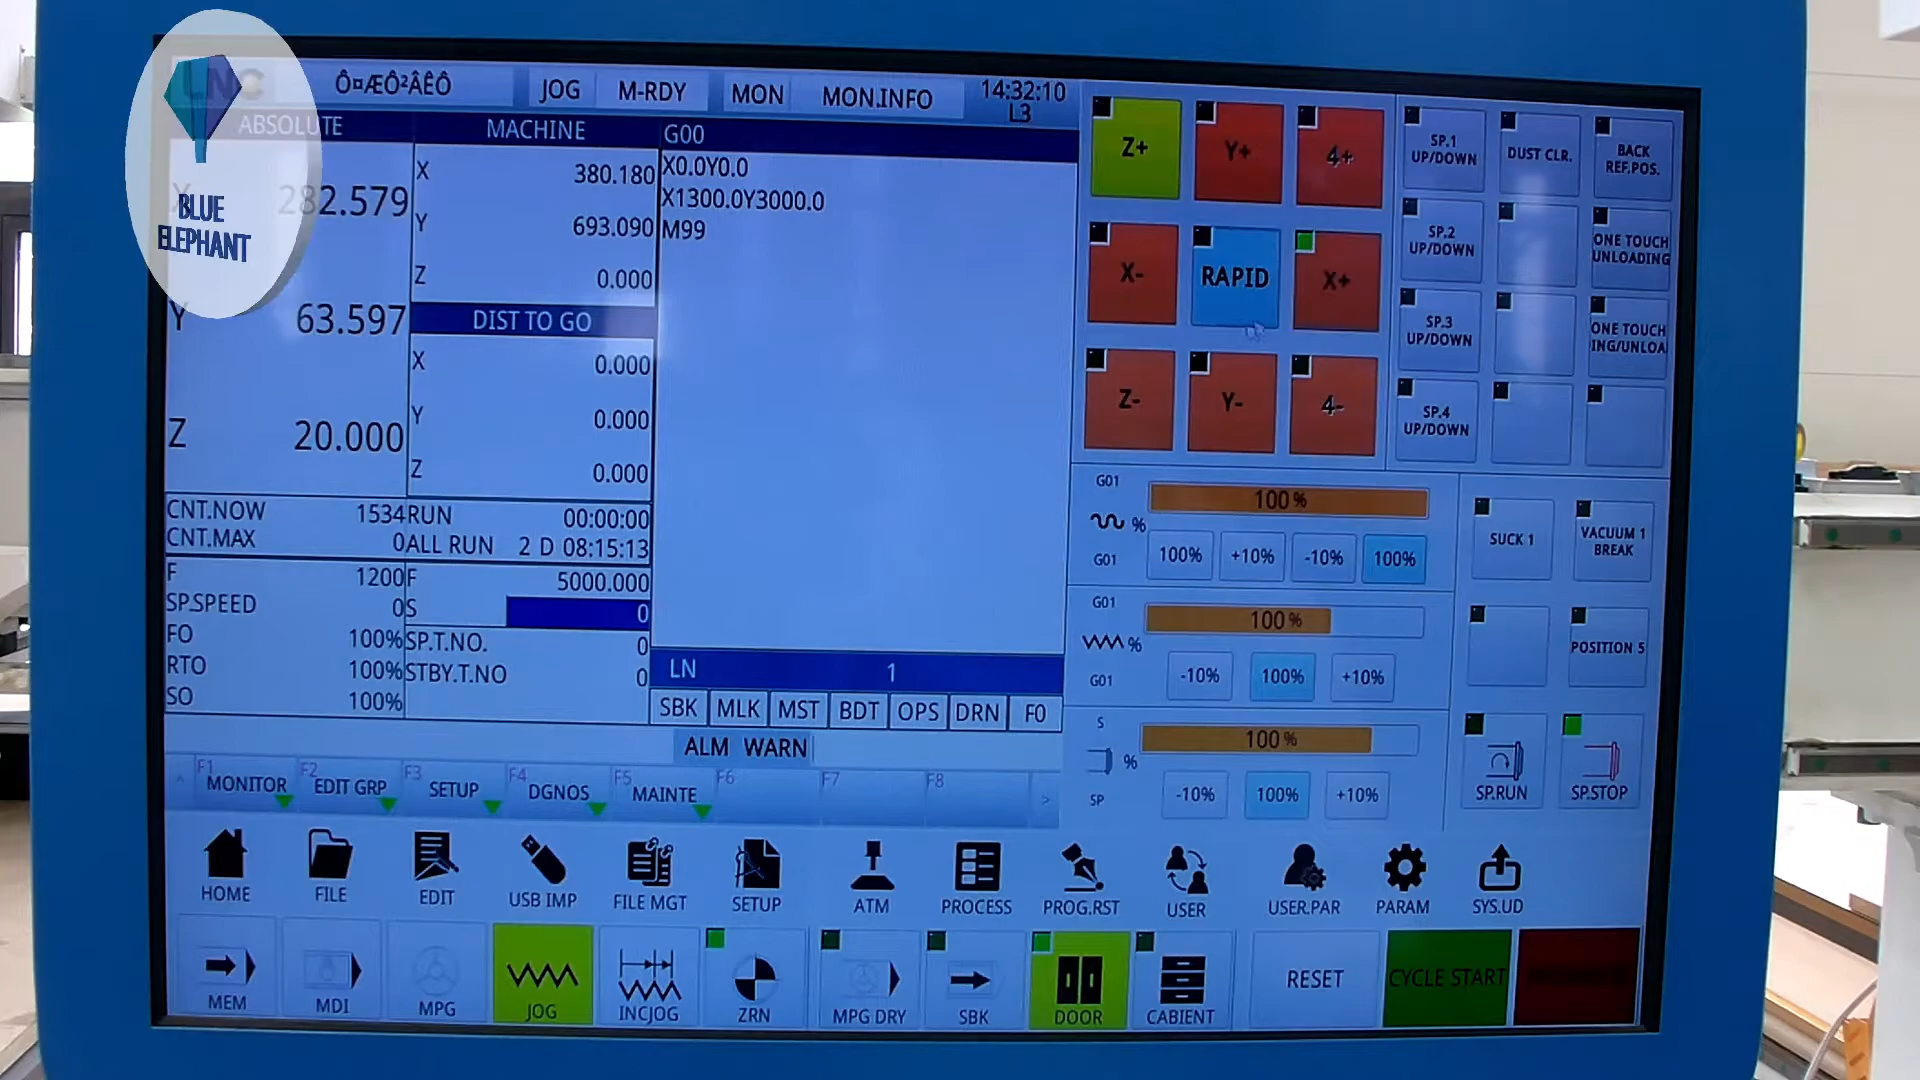 LNC
Ô¤ÆÔ²ÂÊÔ
JOG
M-RDY
MON
MON.INFO
14:32:10
L3
BLUE
ELEPHANT
ABSOLUTE
X 282.579
Y 63.597
Z 20.000
MACHINE
X 380.180
Y 693.090
Z 0.000
DIST TO GO
X 0.000
Y 0.000
Z 0.000
G00
X0.0Y0.0
X1300.0Y3000.0
M99
CNT.NOW 1534
CNT.MAX 0
RUN 00:00:00
ALL RUN 2 D 08:15:13
F 1200
SP.SPEED 0
FO 100%
RTO 100%
SO 100%
F 5000.000
S 0
SP.T.NO. 0
STBY.T.NO 0
LN 1
SBK MLK MST BDT OPS DRN F0
ALM WARN
F1 MONITOR
F2 EDIT GRP
F3 SETUP
F4 DGNOS
F5 MAINTE
F6
F7
F8
>
Z+ Y+ 4+
X- RAPID X+
Z- Y- 4-
SP.1
UP/DOWN
DUST CLR.
BACK
REF.POS.
SP.2
UP/DOWN
ONE TOUCH
UNLOADING
SP.3
UP/DOWN
ONE TOUCH
ING/UNLOA
SP.4
UP/DOWN
G01
100%
%
G01
100% +10% -10% 100%
G01
100%
%
G01
-10% 100% +10%
S
100%
%
SP
-10% 100% +10%
SUCK 1
VACUUM 1
BREAK
POSITION 5
SP.RUN
SP.STOP
HOME FILE EDIT USB IMP FILE MGT SETUP ATM PROCESS PROG.RST USER USER.PAR PARAM SYS.UD
MEM MDI MPG JOG INCJOG ZRN MPG DRY SBK DOOR CABIENT RESET CYCLE START